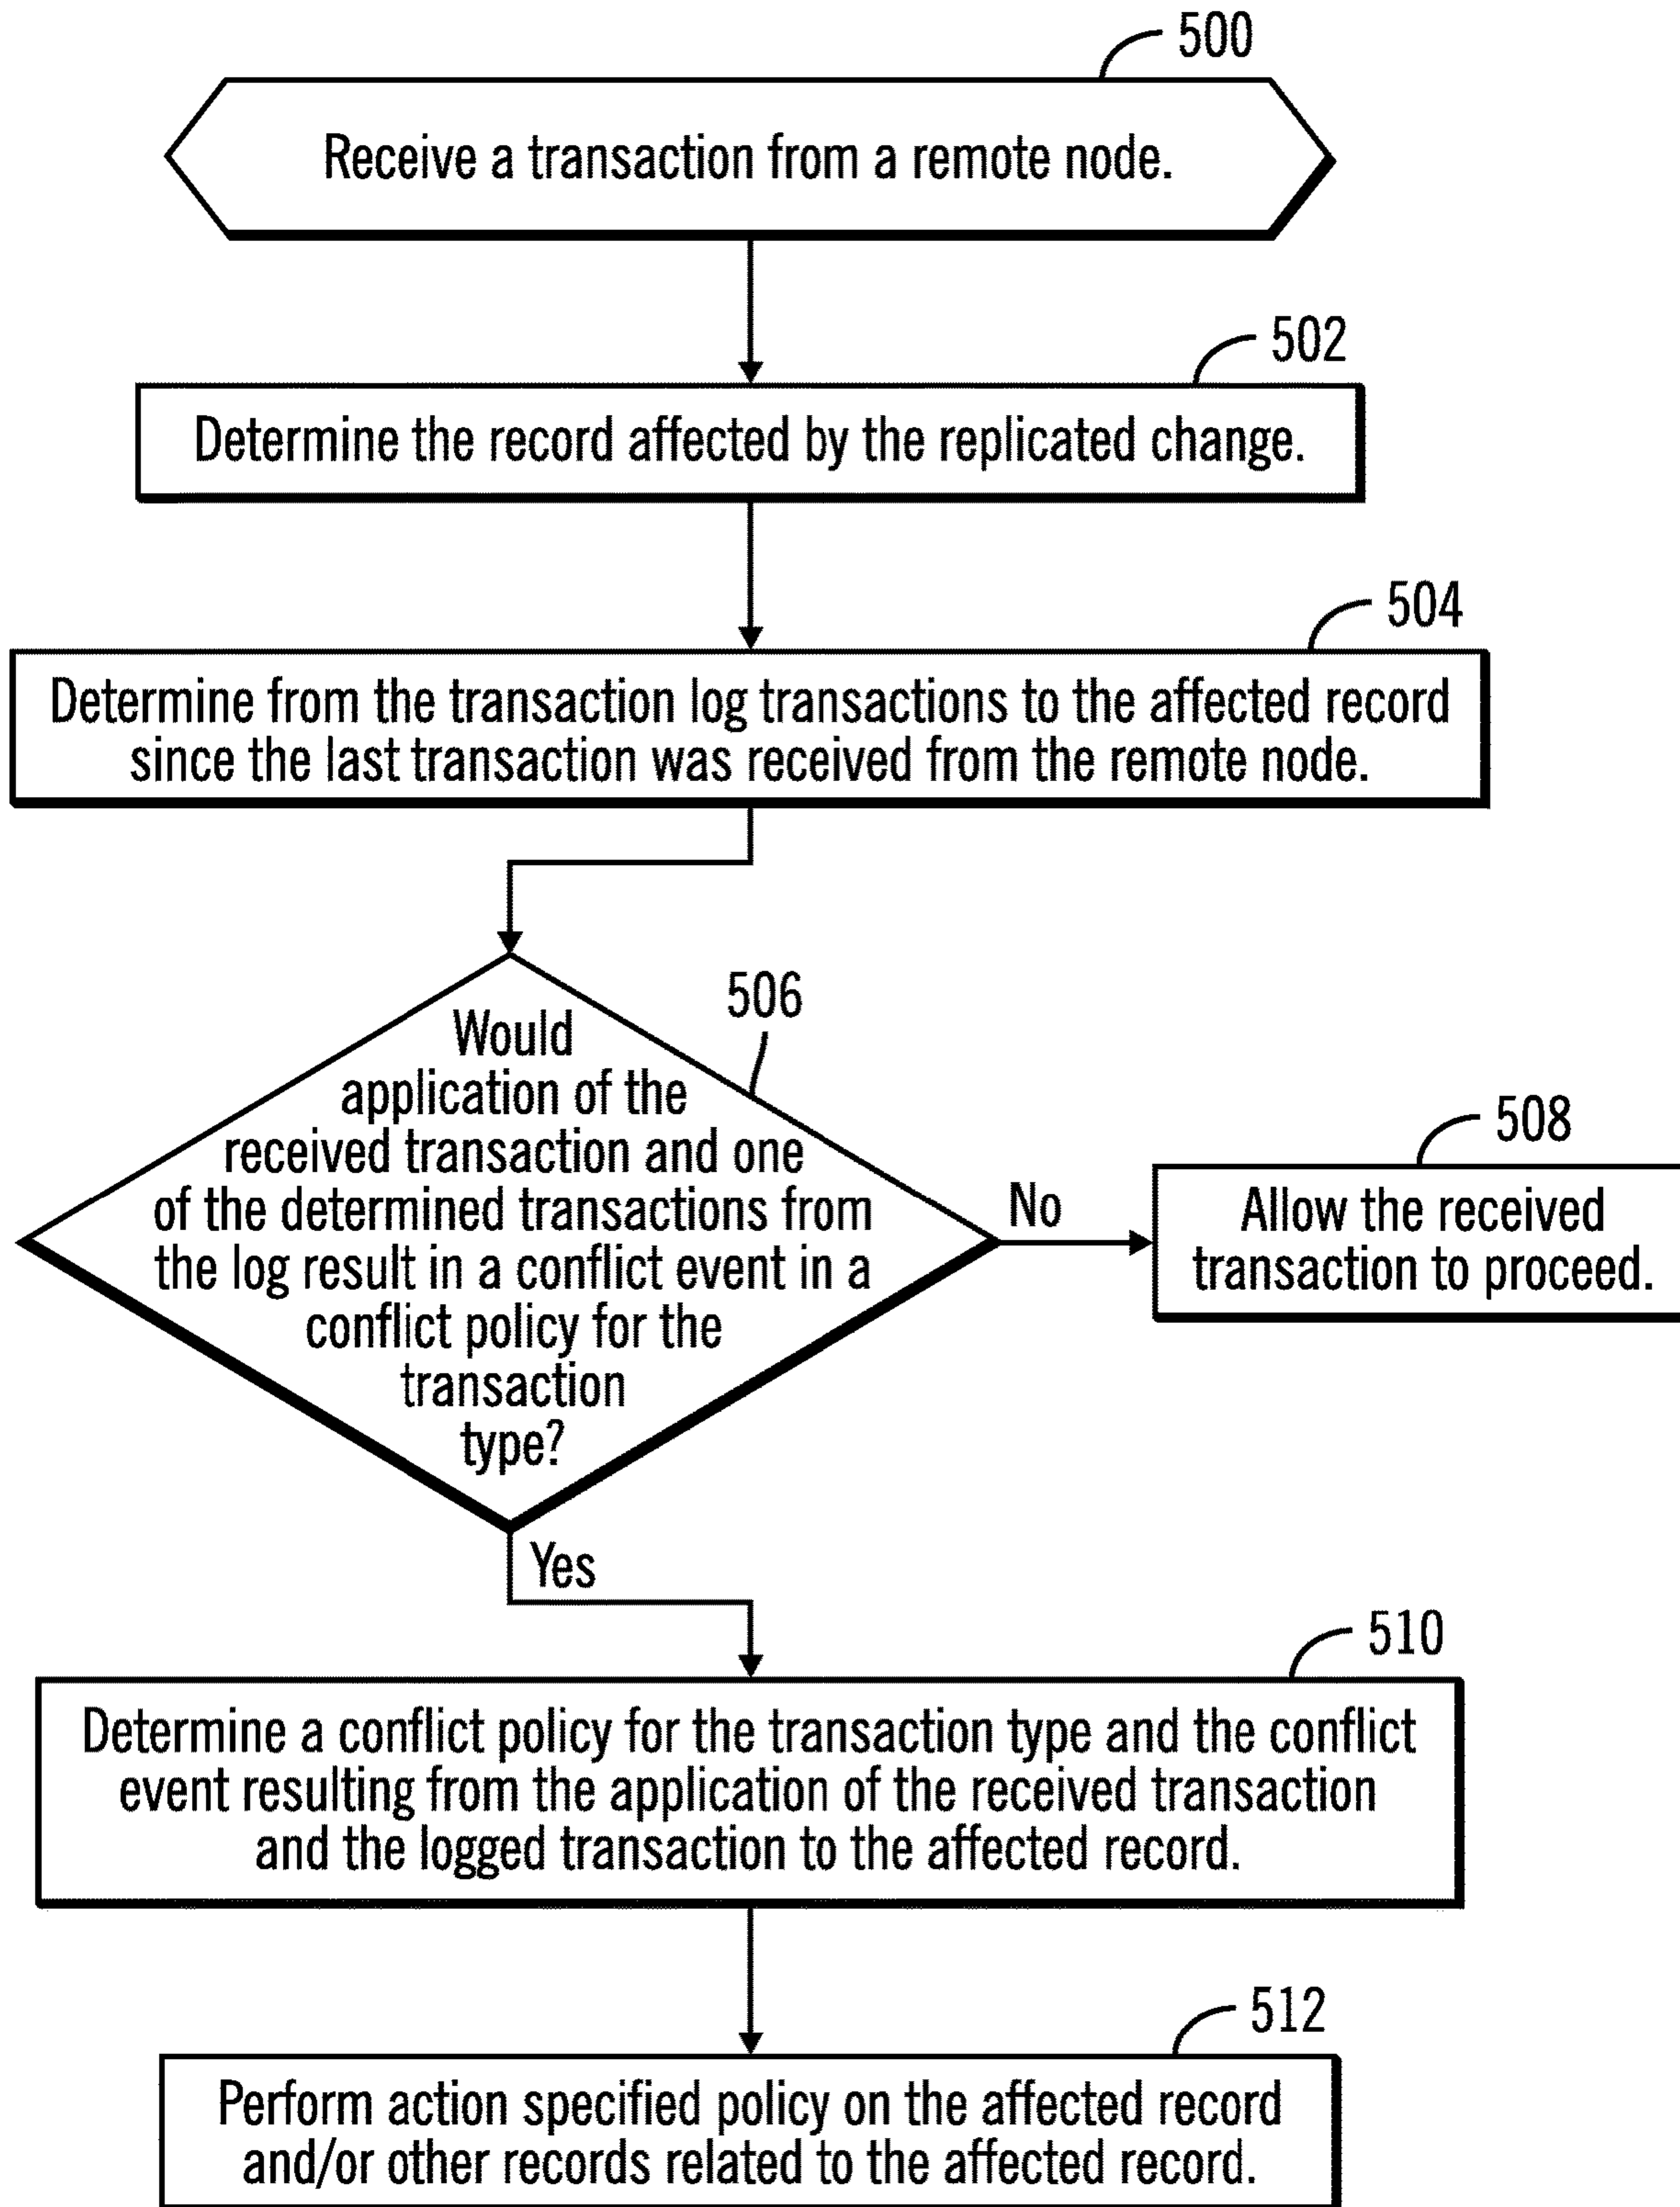 500
Receive a transaction from a remote node.
502
Determine the record affected by the replicated change.
504
Determine from the transaction log transactions to the affected record
since the last transaction was received from the remote node.
506
Would
application of the
received transaction and one
of the determined transactions from
the log result in a conflict event in a
conflict policy for the
transaction
type?
No
508
Allow the received
transaction to proceed.
Yes
510
Determine a conflict policy for the transaction type and the conflict
event resulting from the application of the received transaction
and the logged transaction to the affected record.
512
Perform action specified policy on the affected record
and/or other records related to the affected record.